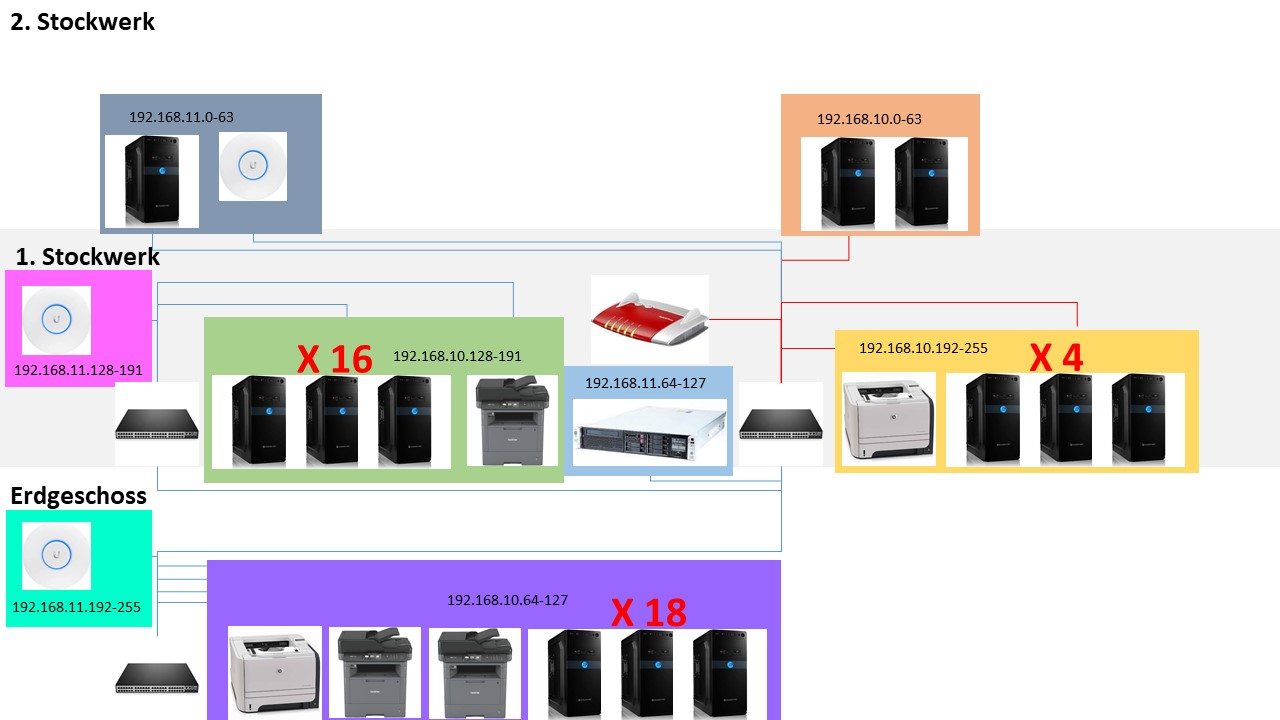 2. Stockwerk
192.168.11.0-63
192.168.10.0-63
1. Stockwerk
192.168.11.128-191
X 16
192.168.10.128-191
192.168.11.64-127
192.168.10.192-255
X 4
Erdgeschoss
192.168.11.192-255
192.168.10.64-127
X 18